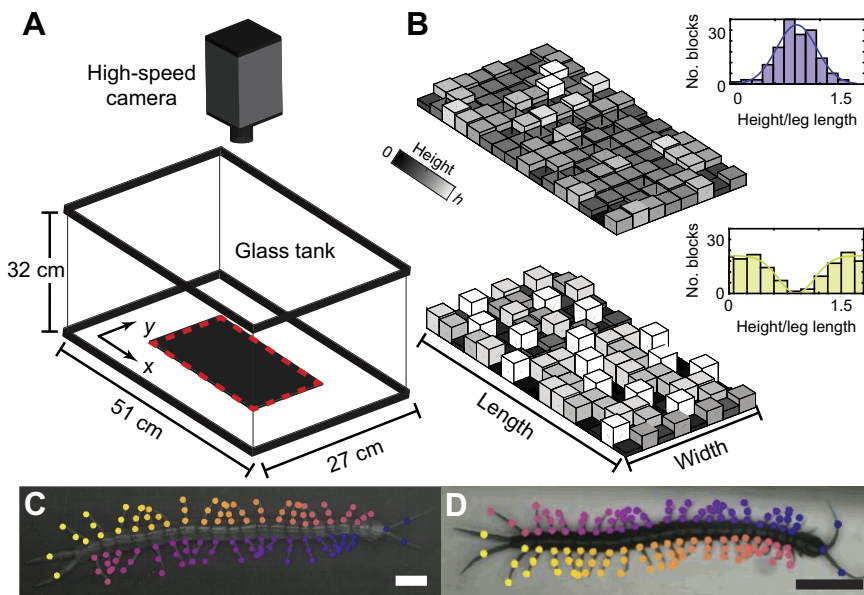 A
High-speed
camera
Glass tank
32 cm
y
x
51 cm
27 cm
B
0
Height
h
No. blocks
30
0
0
1.5
Height/leg length
No. blocks
30
0
0
1.5
Height/leg length
Length
Width
C
D